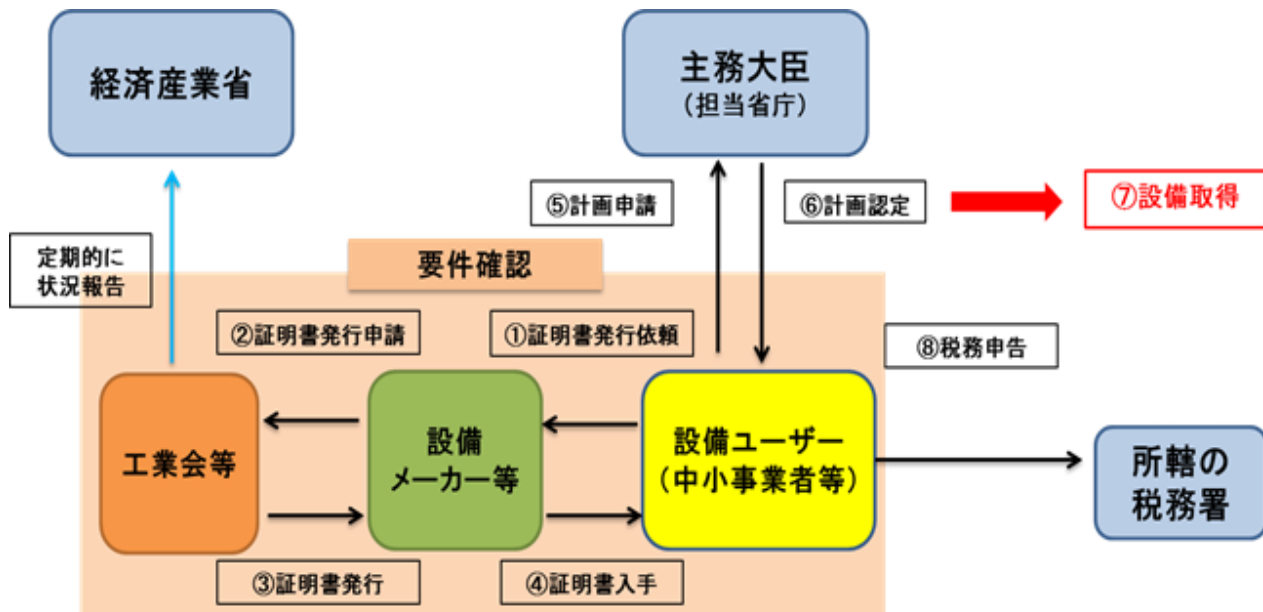 経済産業省
主務大臣
（担当省庁）
⑤計画申請
⑥計画認定
⑦設備取得
定期的に
状況報告
要件確認
②証明書発行申請
①証明書発行依頼
⑧税務申告
工業会等
設備
メーカー等
設備ユーザー
（中小事業者等）
所轄の
税務署
③証明書発行
④証明書入手